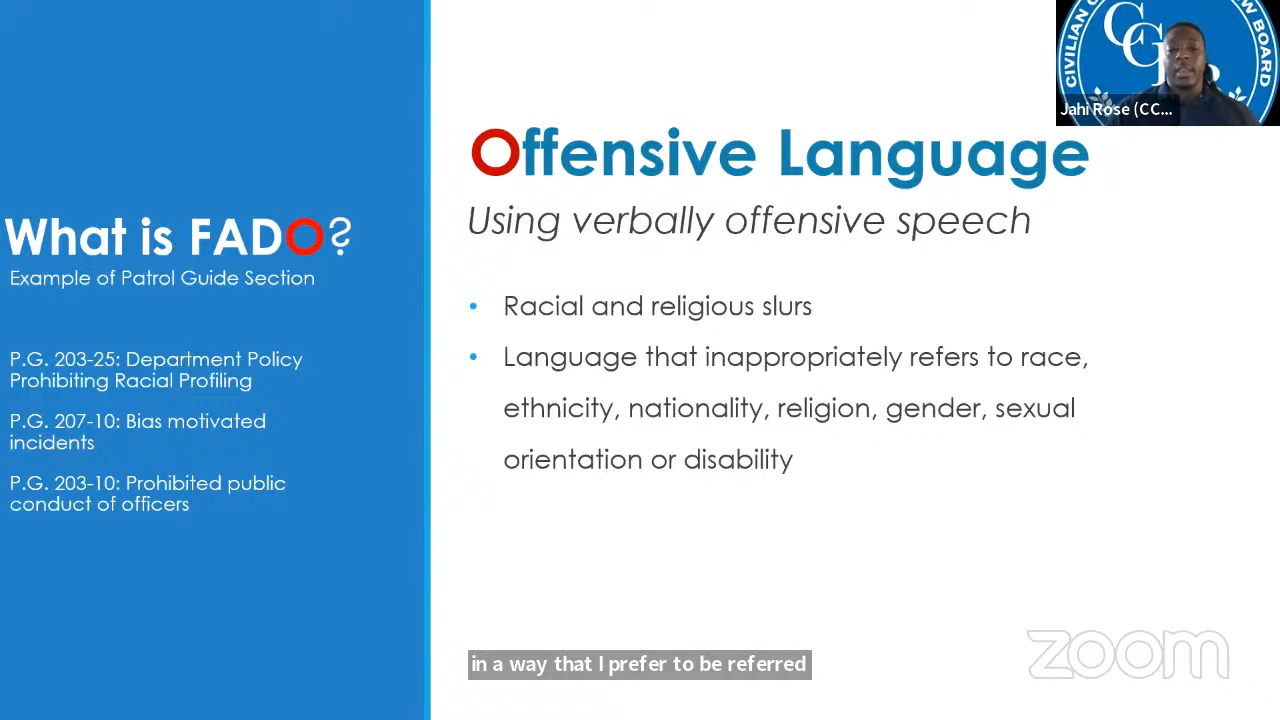 CIVILIAN
BOARD
Jahi Rose (CC...
Offensive Language
Using verbally offensive speech
What is FADO?
Example of Patrol Guide Section
P.G. 203-25: Department Policy
Prohibiting Racial Profiling
P.G. 207-10: Bias motivated
incidents
P.G. 203-10: Prohibited public
conduct of officers
• Racial and religious slurs
• Language that inappropriately refers to race,
ethnicity, nationality, religion, gender, sexual
orientation or disability
in a way that I prefer to be referred
zoom